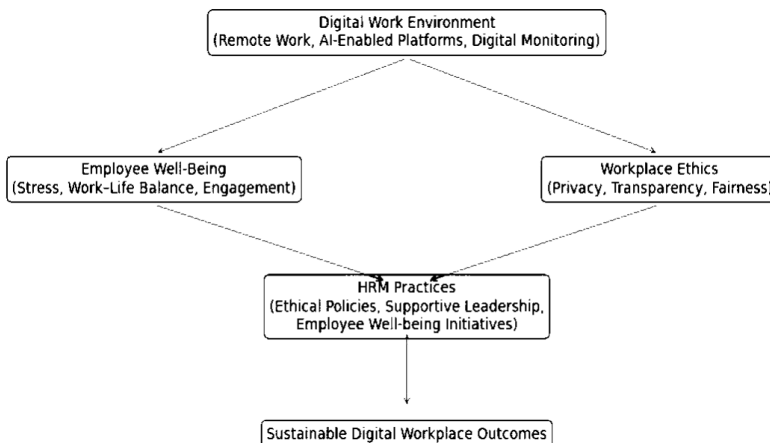 Digital Work Environment
(Remote Work, AI-Enabled Platforms, Digital Monitoring)
Employee Well-Being
(Stress, Work–Life Balance, Engagement)
Workplace Ethics
(Privacy, Transparency, Fairness)
HRM Practices
(Ethical Policies, Supportive Leadership,
Employee Well-being Initiatives)
Sustainable Digital Workplace Outcomes